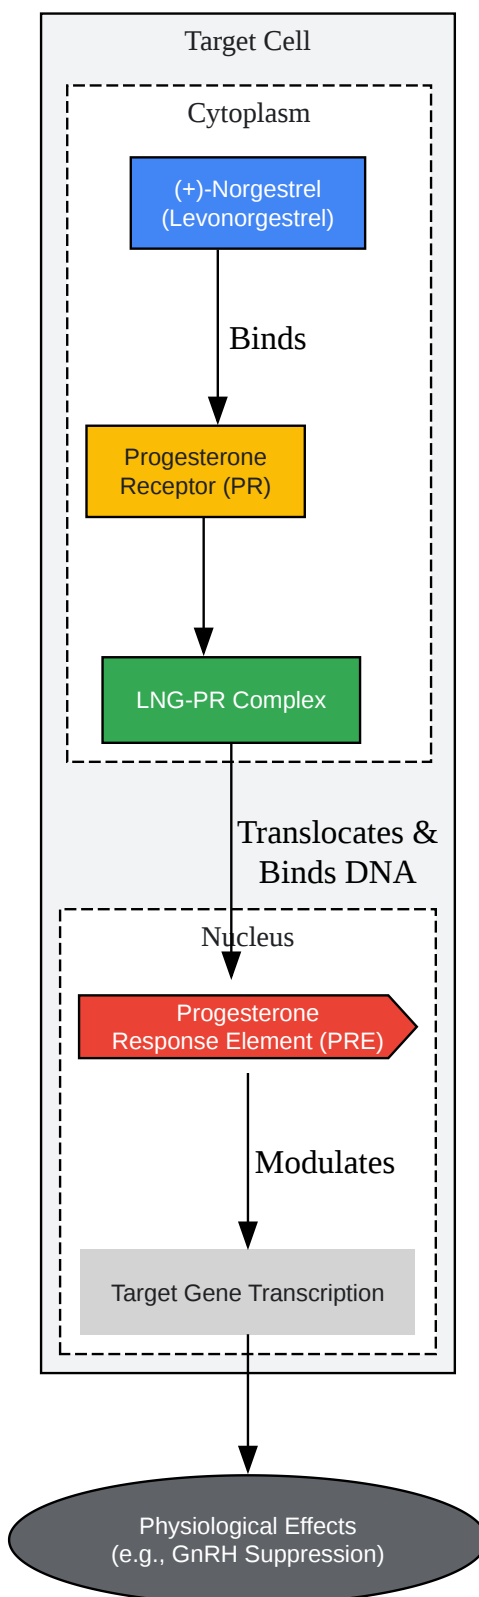 Target Cell
Cytoplasm
(+)-Norgestrel
(Levonorgestrel)
Binds
Progesterone
Receptor (PR)
LNG-PR Complex
Translocates &
Binds DNA
Nucleus
Progesterone
Response Element (PRE)
Modulates
Target Gene Transcription
Physiological Effects
(e.g., GnRH Suppression)